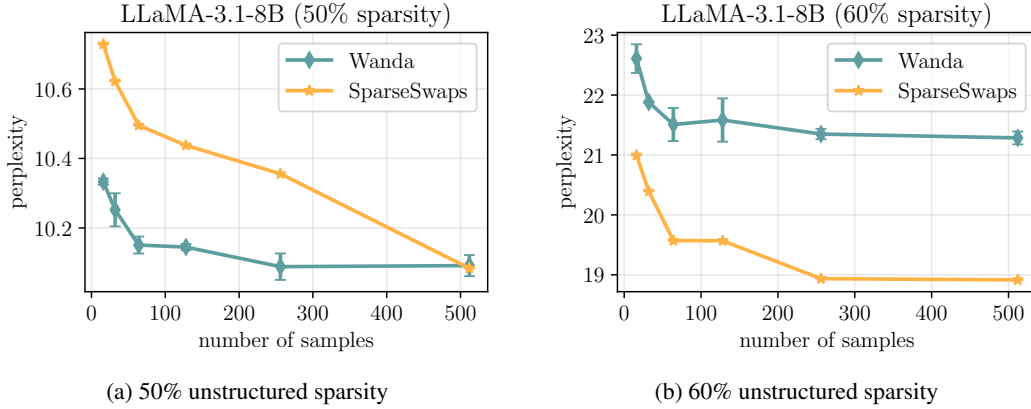 LLaMA-3.1-8B (50% sparsity)
10.6
10.4
10.2
perplexity
Wanda
SparseSwaps
0 100 200 300 400 500
number of samples
(a) 50% unstructured sparsity
LLaMA-3.1-8B (60% sparsity)
23
22
21
20
19
perplexity
Wanda
SparseSwaps
0 100 200 300 400 500
number of samples
(b) 60% unstructured sparsity